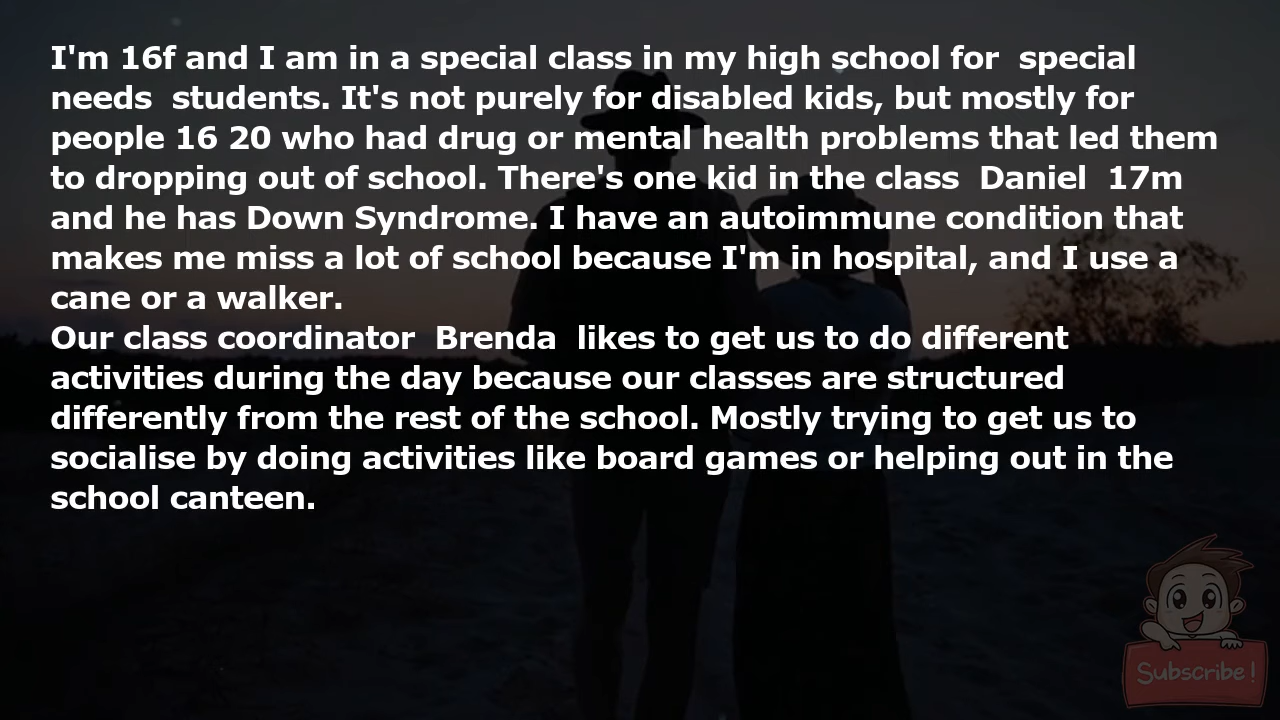 I'm 16f and I am in a special class in my high school for  special
needs  students. It's not purely for disabled kids, but mostly for
people 16 20 who had drug or mental health problems that led them
to dropping out of school. There's one kid in the class  Daniel  17m
and he has Down Syndrome. I have an autoimmune condition that
makes me miss a lot of school because I'm in hospital, and I use a
cane or a walker.
Our class coordinator  Brenda  likes to get us to do different
activities during the day because our classes are structured
differently from the rest of the school. Mostly trying to get us to
socialise by doing activities like board games or helping out in the
school canteen.
Subscribe!